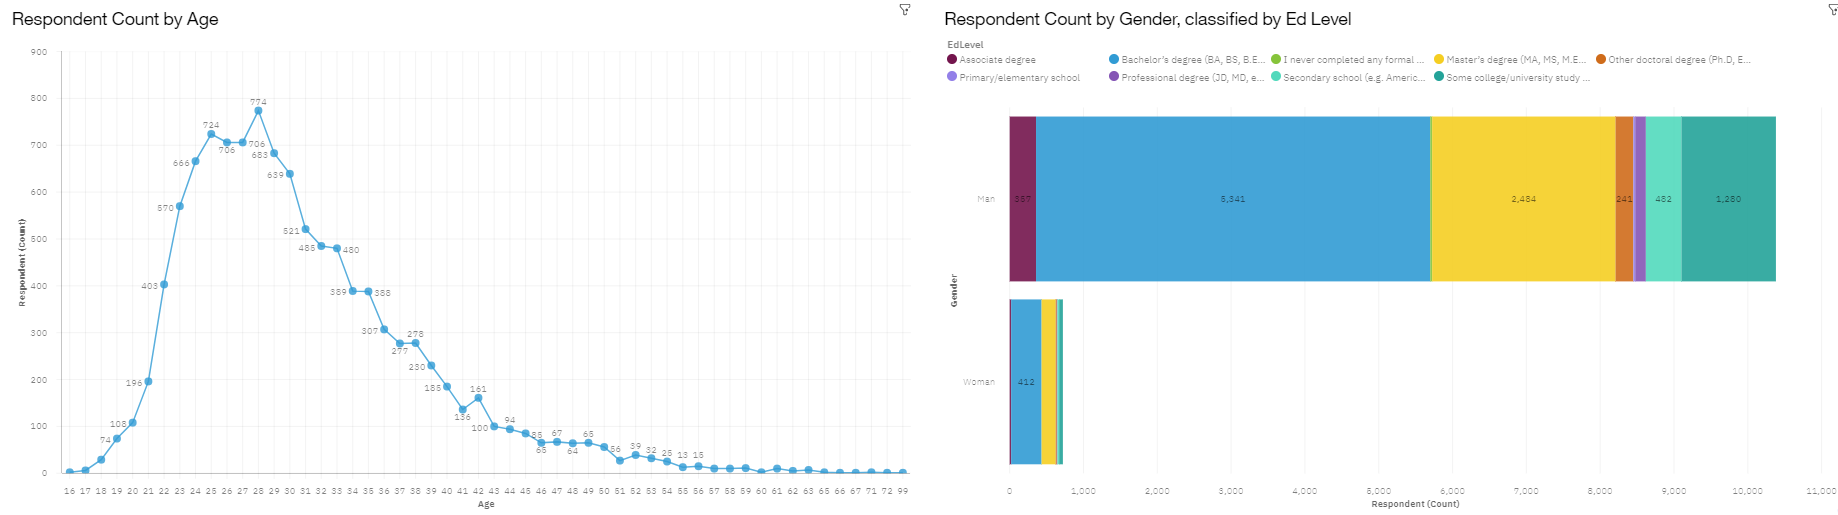 Respondent Count by Age
900
800
700
600
500
400
300
200
100
0
Respondent (Count)
74
108
196
403
570
666
724
706
706
774
683
639
521
485
480
389
388
307
277
278
230
185
136
161
100
94
85
65
67
64
65
56
39
32
25
13
15
16 17 18 19 20 21 22 23 24 25 26 27 28 29 30 31 32 33 34 35 36 37 38 39 40 41 42 43 44 45 46 47 48 49 50 51 52 53 54 55 56 57 58 59 60 61 62 63 65 66 67 71 72 99
Age
Respondent Count by Gender, classified by Ed Level
EdLevel
Associate degree
Bachelor's degree (BA, BS, B.E...
I never completed any formal ...
Master's degree (MA, MS, M.E...
Other doctoral degree (Ph.D, E...
Primary/elementary school
Professional degree (JD, MD, e...
Secondary school (e.g. Americ...
Some college/university study ...
Gender
Man
357
5,341
2,484
241
482
1,280
Woman
412
0 1,000 2,000 3,000 4,000 5,000 6,000 7,000 8,000 9,000 10,000 11,000
Respondent (Count)